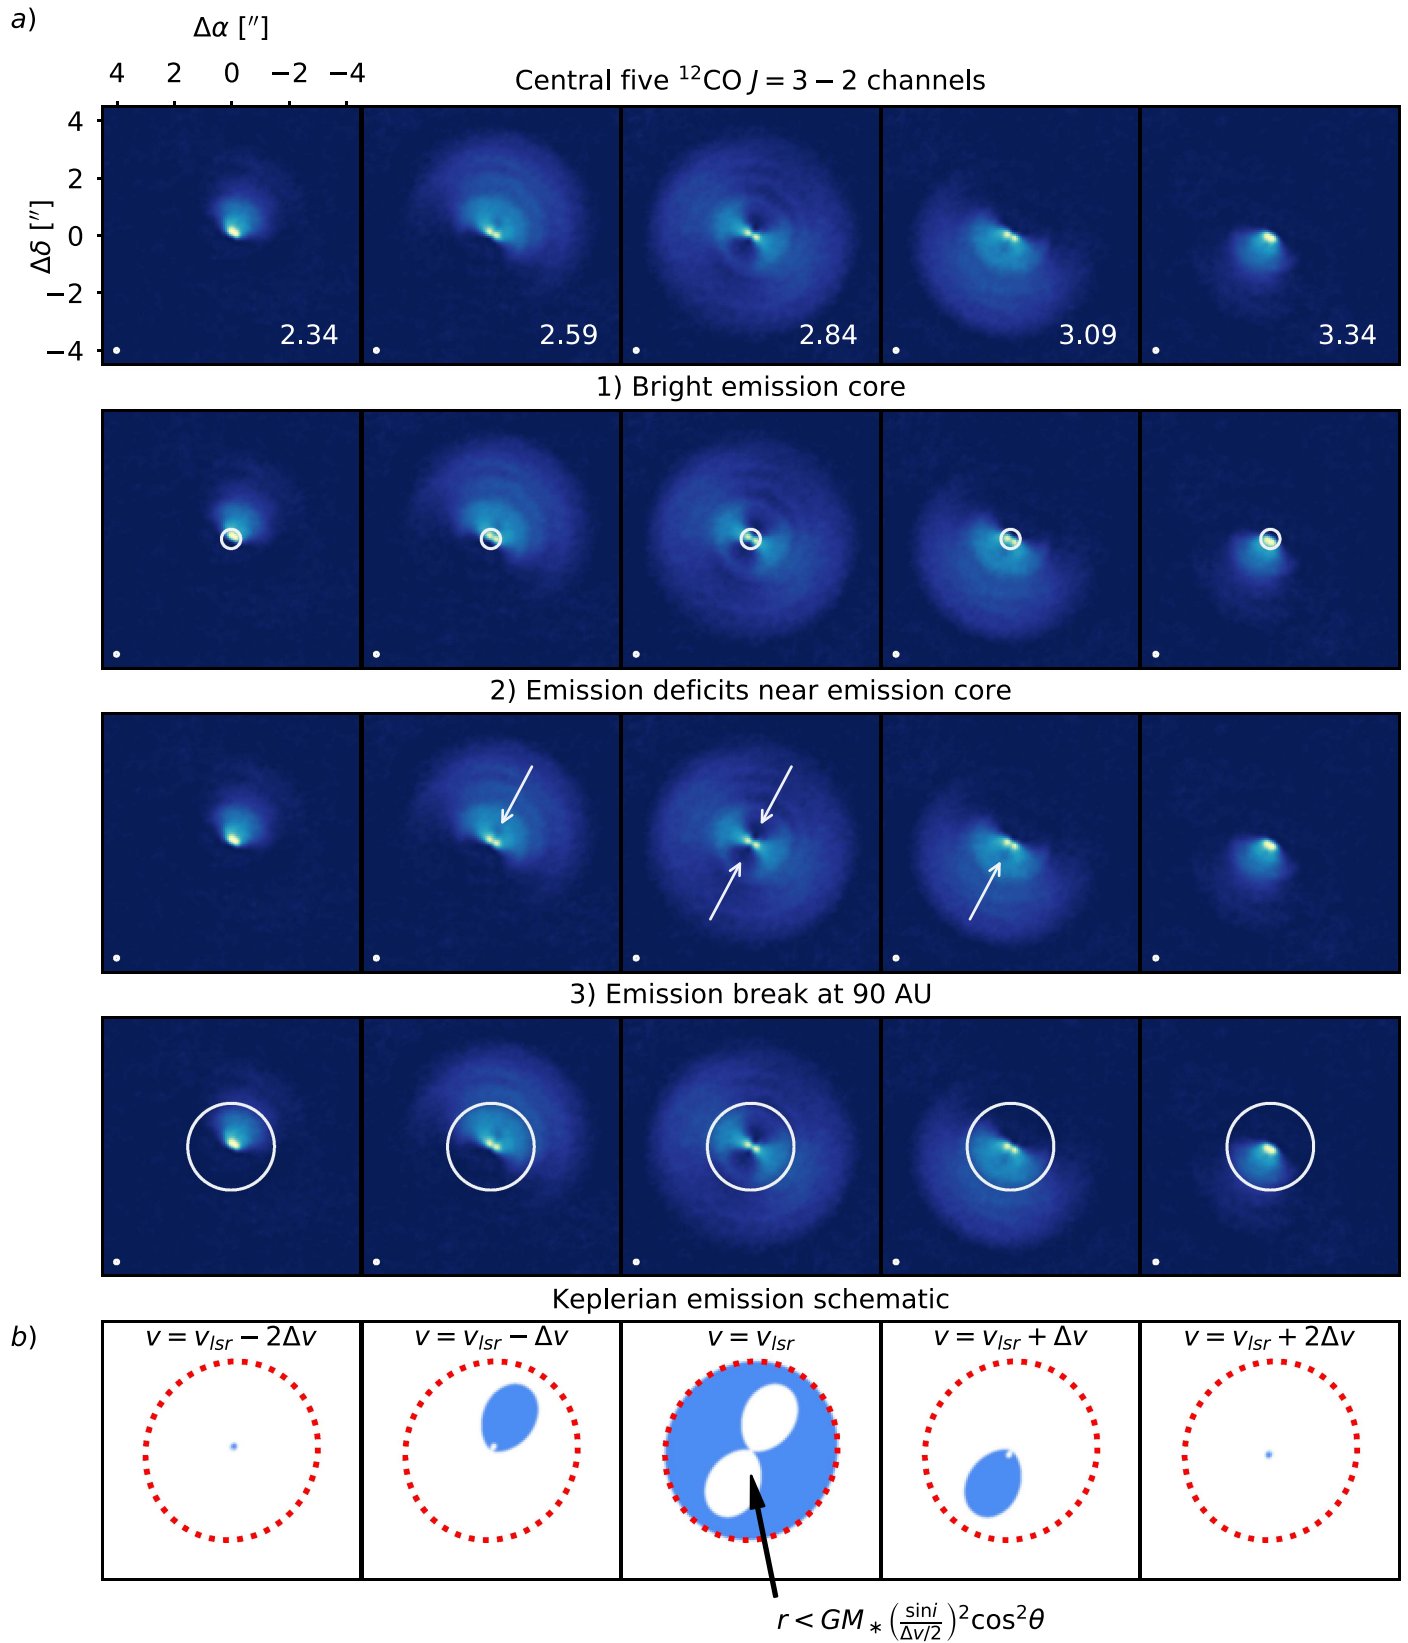 a)
Δα [″]
4 2 0 −2 −4
Central five ¹²CO J = 3 − 2 channels
4
2
0
−2
−4
Δδ [″]
2.34 2.59 2.84 3.09 3.34
1) Bright emission core
2) Emission deficits near emission core
3) Emission break at 90 AU
Keplerian emission schematic
b)
v = v_lsr − 2Δv v = v_lsr − Δv v = v_lsr v = v_lsr + Δv v = v_lsr + 2Δv
r < GM_* (sin i / Δv/2)² cos² θ